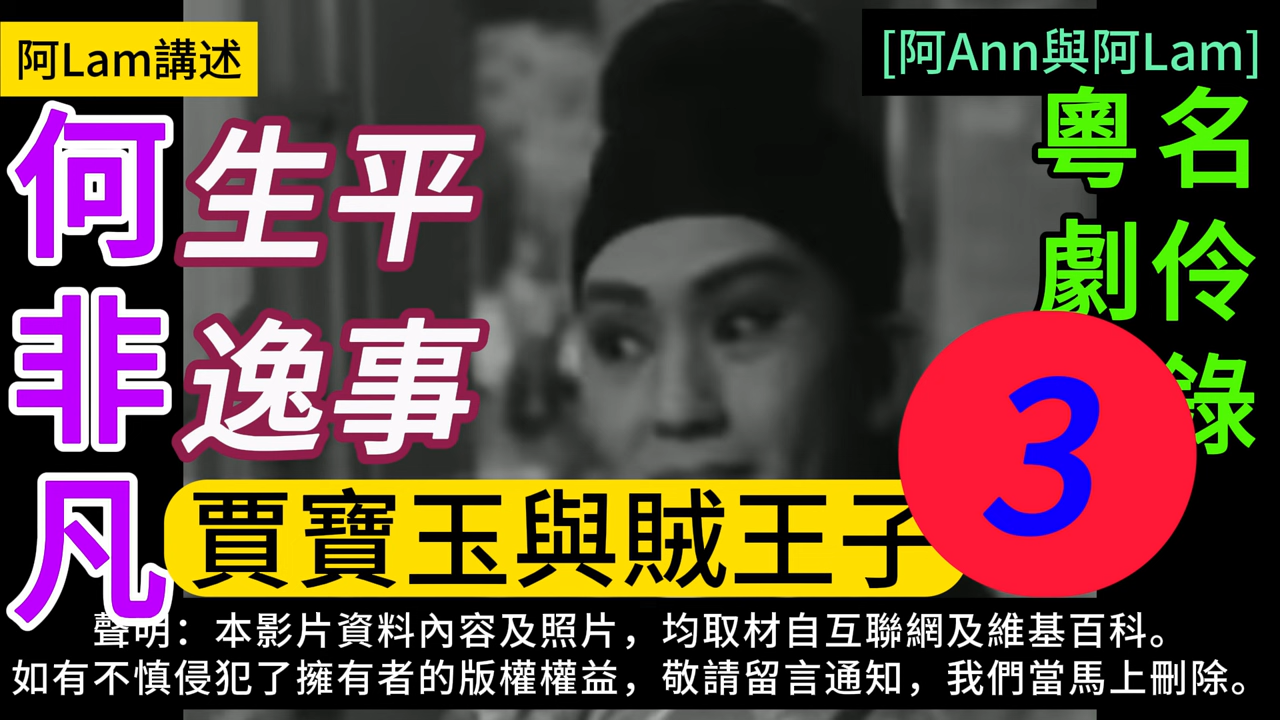 阿Lam講述
[阿Ann與阿Lam]
何非凡
生平
逸事
粵劇
名伶錄
3
賈寶玉與賊王子
聲明：本影片資料內容及照片，均取材自互聯網及維基百科。
如有不慎侵犯了擁有者的版權權益，敬請留言通知，我們當馬上刪除。